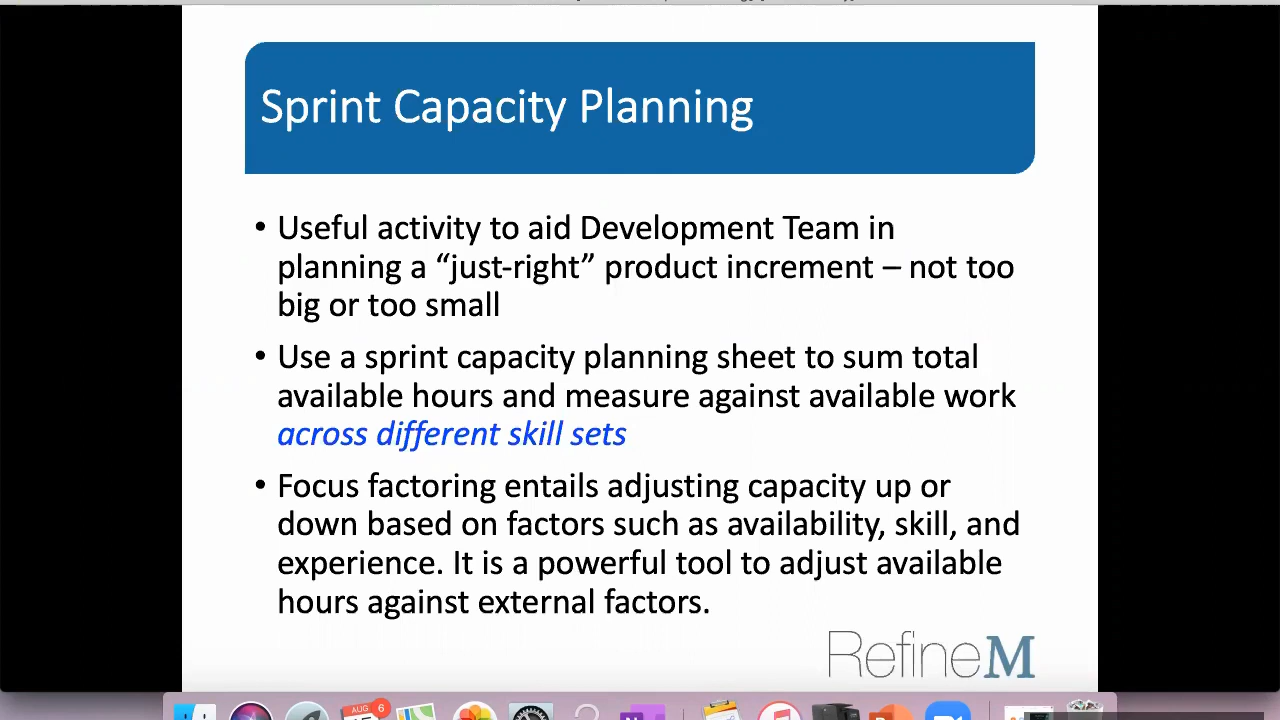 Sprint Capacity Planning
• Useful activity to aid Development Team in
planning a “just-right” product increment – not too
big or too small
• Use a sprint capacity planning sheet to sum total
available hours and measure against available work
across different skill sets
• Focus factoring entails adjusting capacity up or
down based on factors such as availability, skill, and
experience. It is a powerful tool to adjust available
hours against external factors.
RefineM
AUG 6